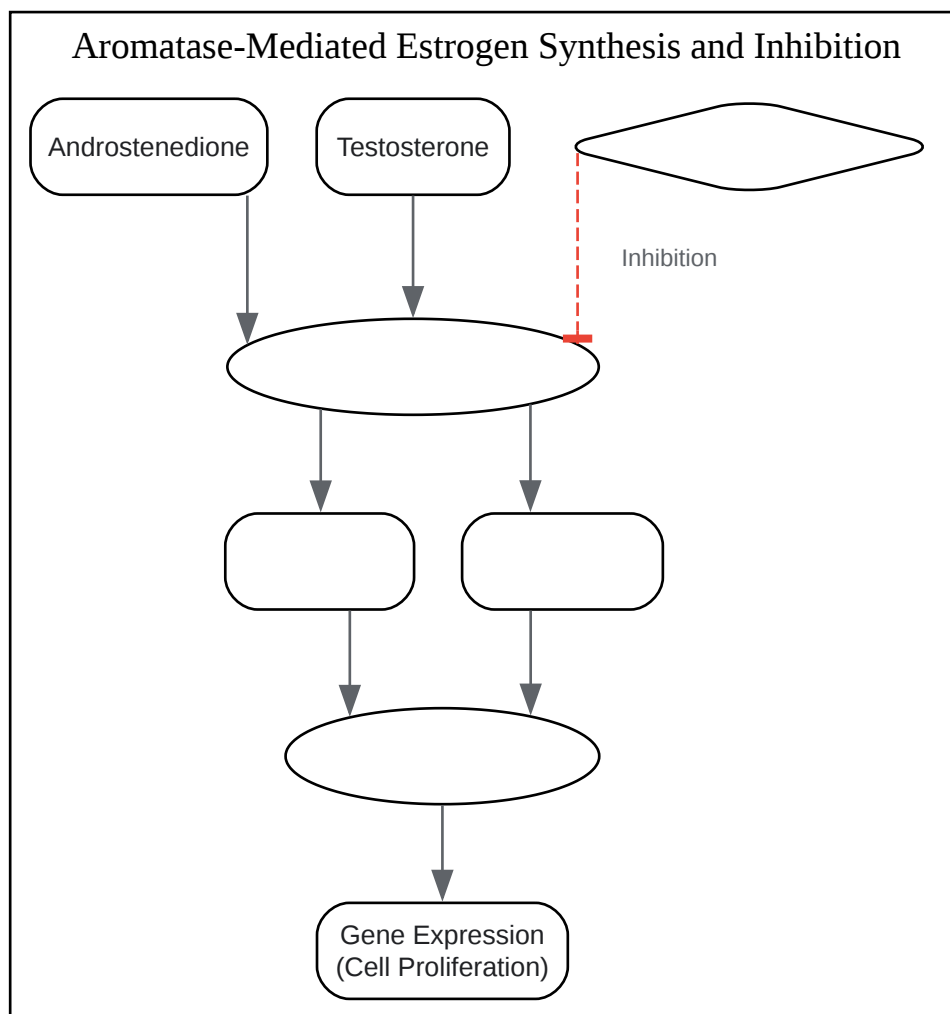 Aromatase-Mediated Estrogen Synthesis and Inhibition
Androstenedione
Testosterone
Inhibition
Gene Expression
(Cell Proliferation)